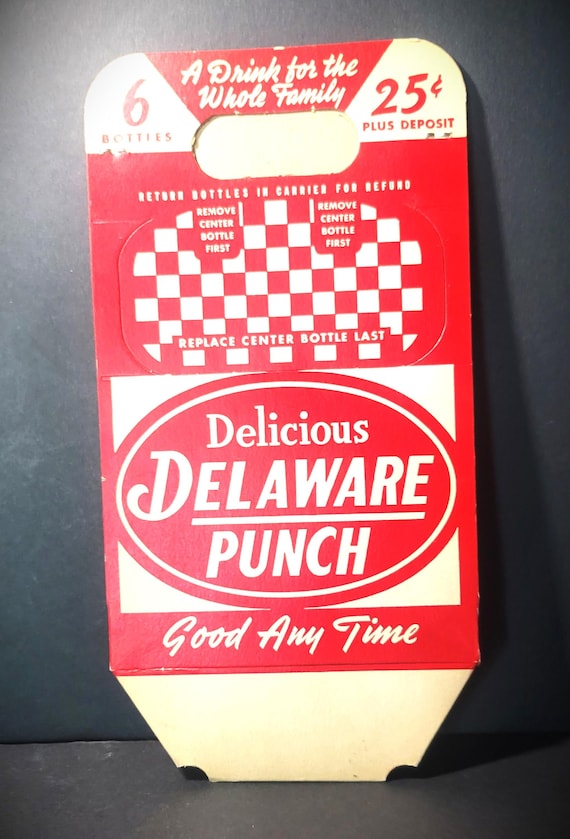 6
BOTTLES
A Drink for the
Whole Family
25¢
PLUS DEPOSIT
RETURN BOTTLES IN CARRIER FOR REFUND
REMOVE
CENTER
BOTTLE
FIRST
REMOVE
CENTER
BOTTLE
FIRST
REPLACE CENTER BOTTLE LAST
Delicious
DELAWARE
PUNCH
Good Any Time